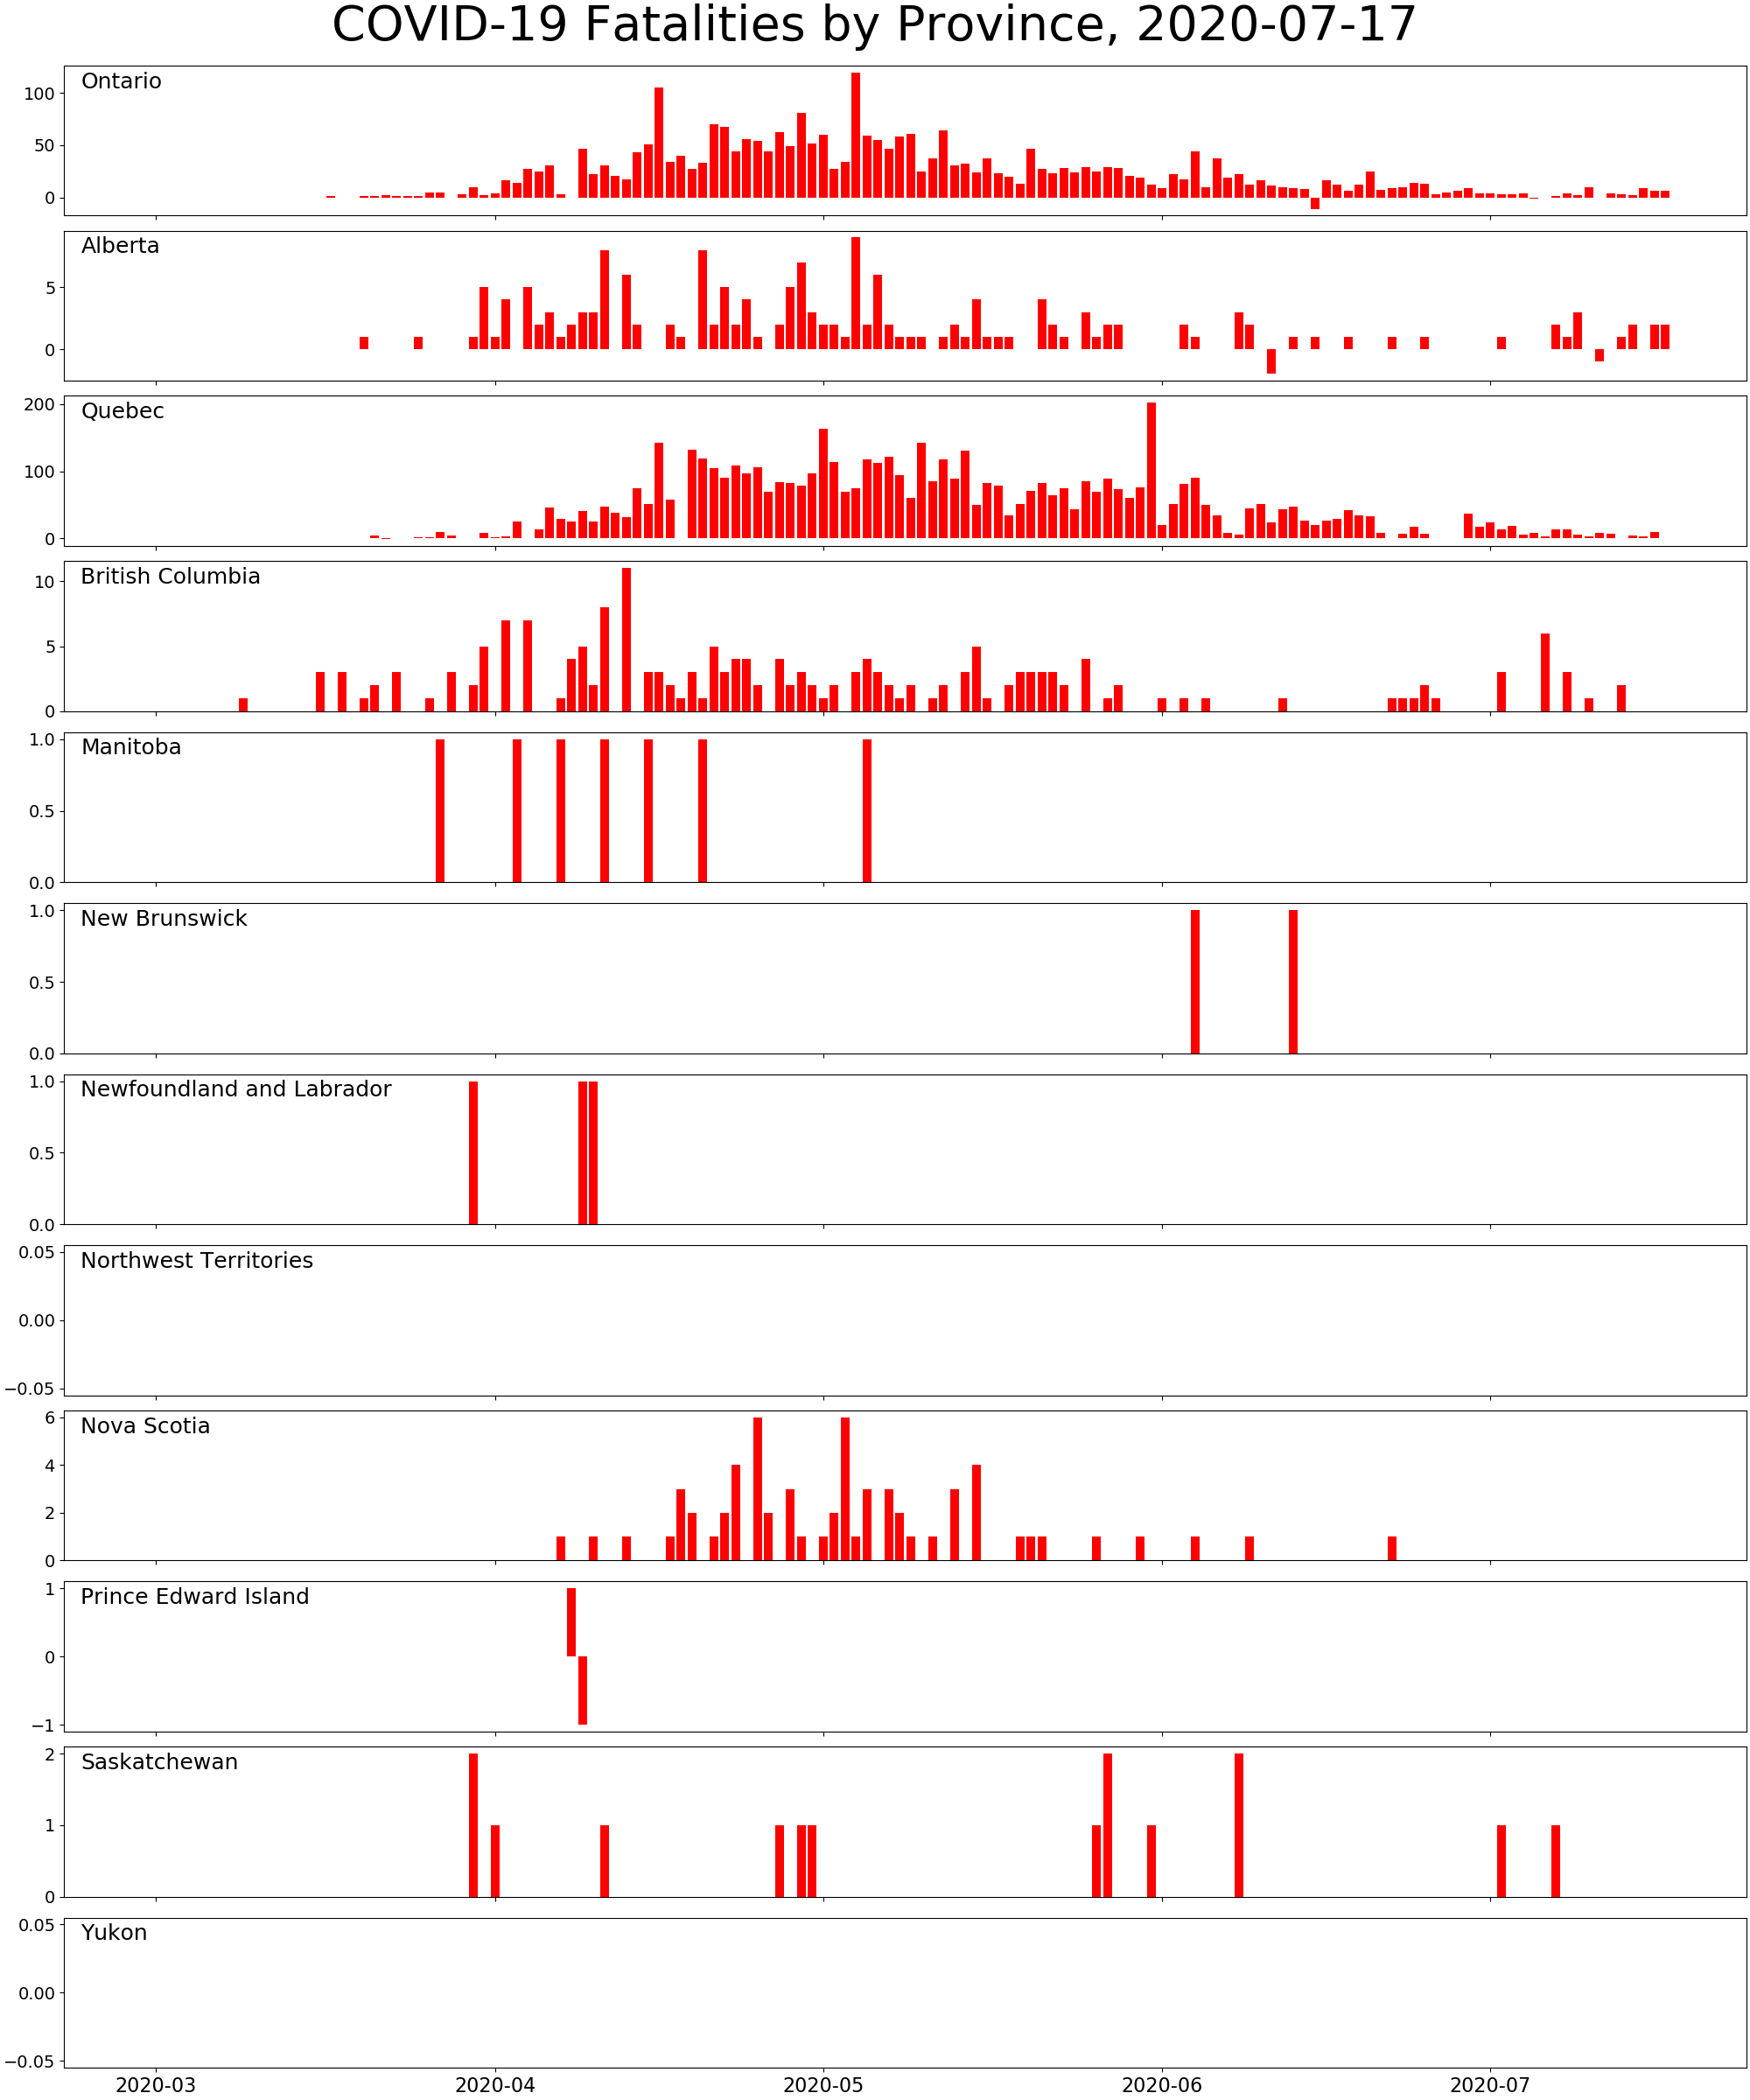 COVID-19 Fatalities by Province, 2020-07-17
Ontario
100
50
0
Alberta
5
0
Quebec
200
100
0
British Columbia
10
5
0
Manitoba
1.0
0.5
0.0
New Brunswick
1.0
0.5
0.0
Newfoundland and Labrador
1.0
0.5
0.0
Northwest Territories
0.05
0.00
−0.05
Nova Scotia
6
4
2
0
Prince Edward Island
1
0
−1
Saskatchewan
2
1
0
Yukon
0.05
0.00
−0.05
2020-03 2020-04 2020-05 2020-06 2020-07